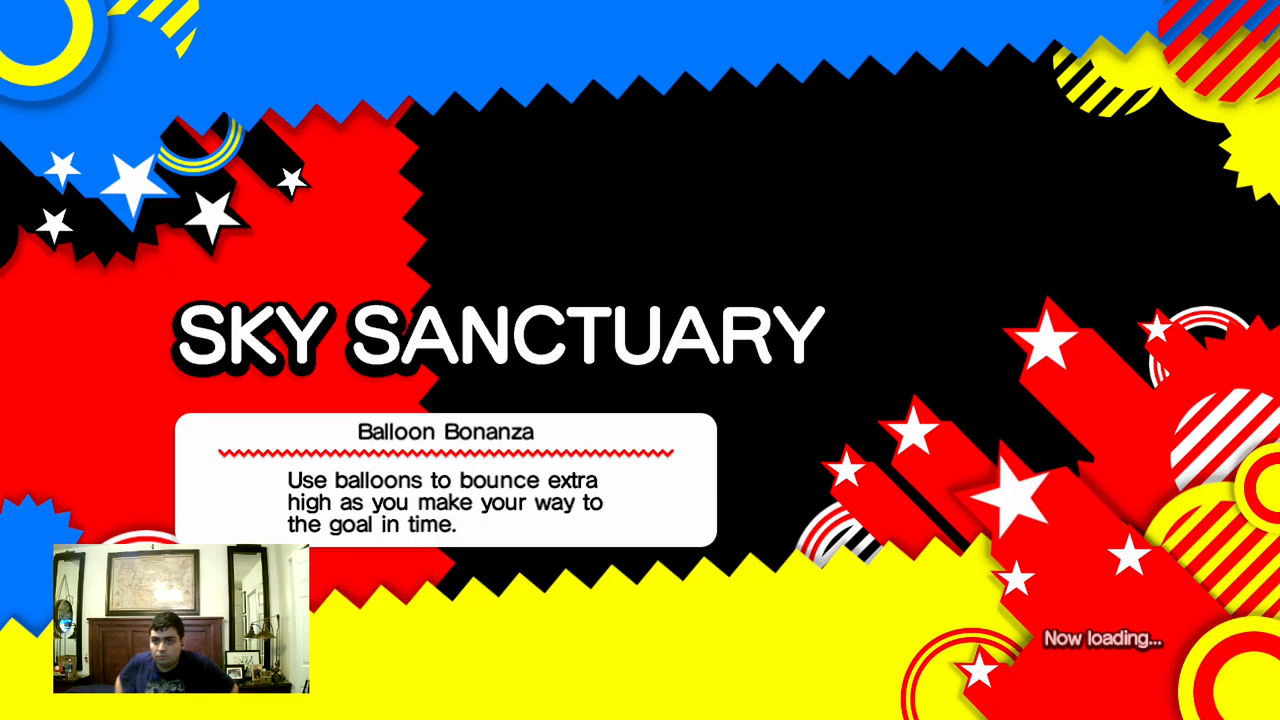 SKY SANCTUARY
Balloon Bonanza
Use balloons to bounce extra
high as you make your way to
the goal in time.
Now loading...